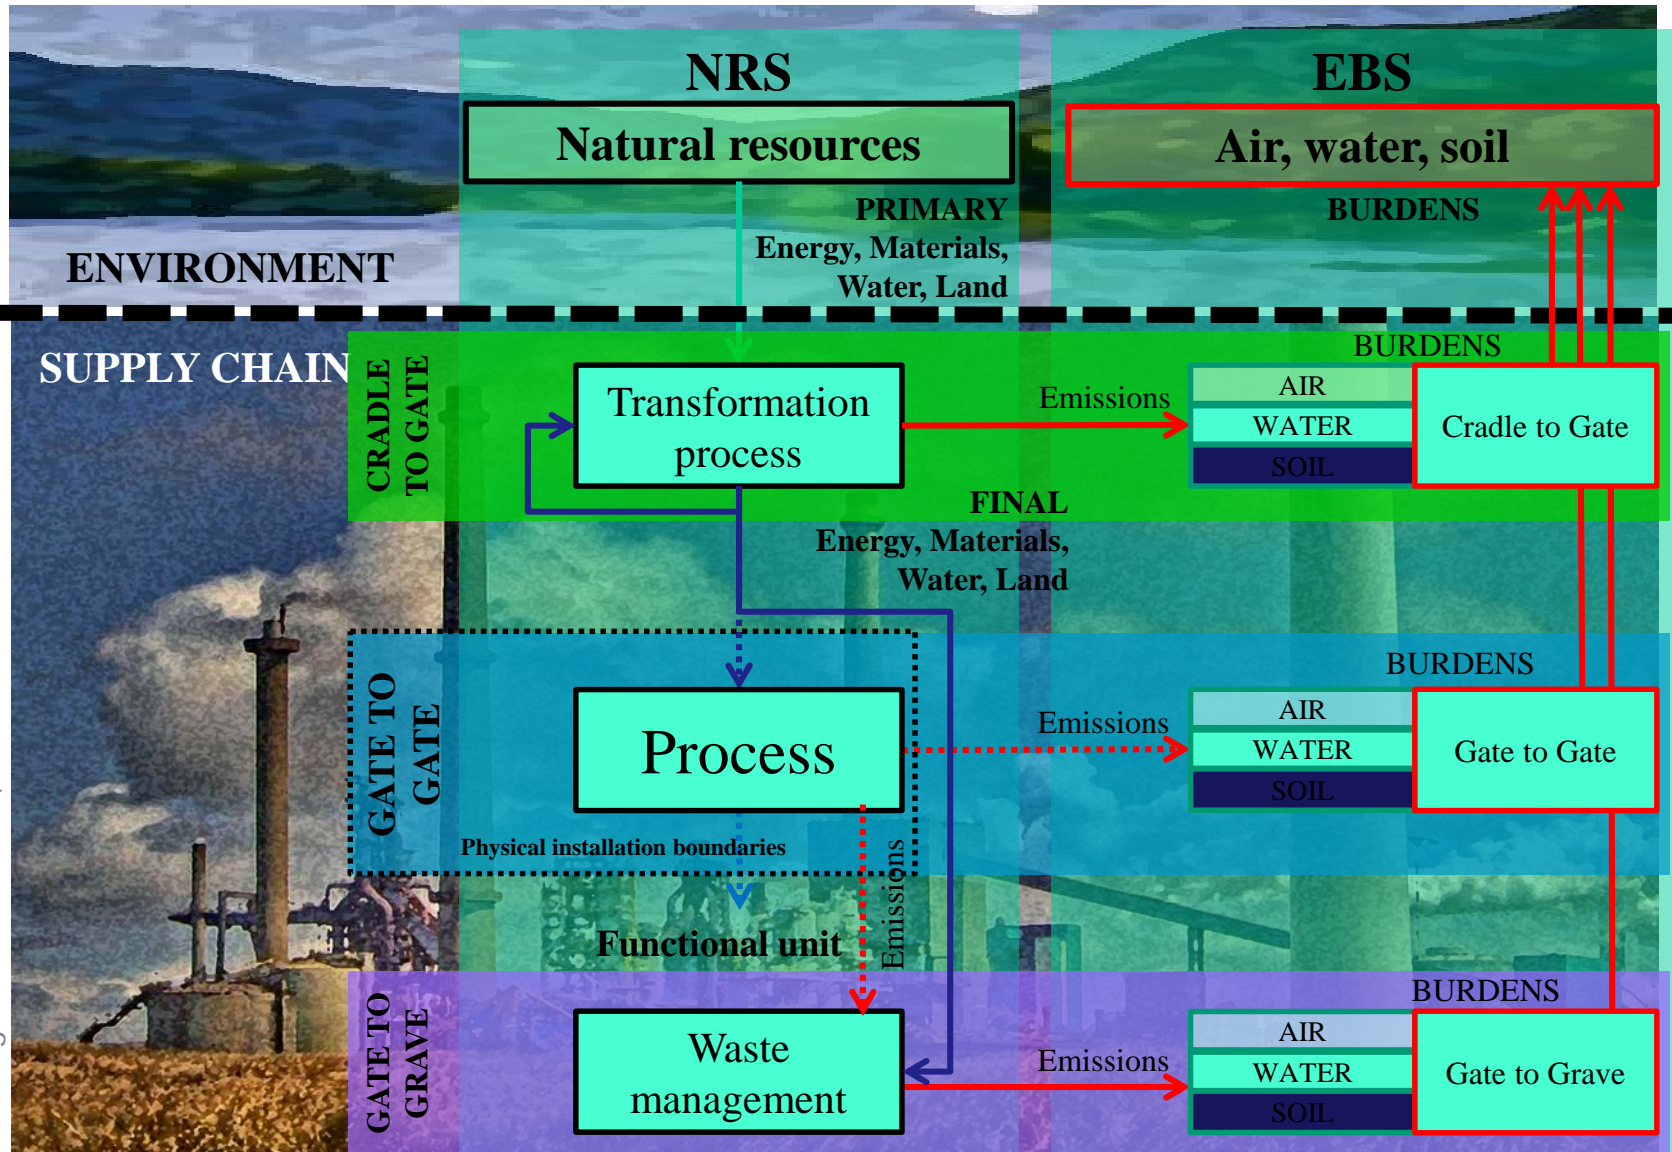 NRS
EBS
Natural resources
Air, water, soil
PRIMARY
Energy, Materials,
Water, Land
BURDENS
ENVIRONMENT
SUPPLY CHAIN
CRADLE
TO GATE
Transformation
process
Emissions
BURDENS
AIR
WATER
SOIL
Cradle to Gate
FINAL
Energy, Materials,
Water, Land
GATE TO
GATE
Process
Physical installation boundaries
Emissions
BURDENS
AIR
WATER
SOIL
Gate to Gate
Emissions
Functional unit
GATE TO
GRAVE
Waste
management
Emissions
BURDENS
AIR
WATER
SOIL
Gate to Grave